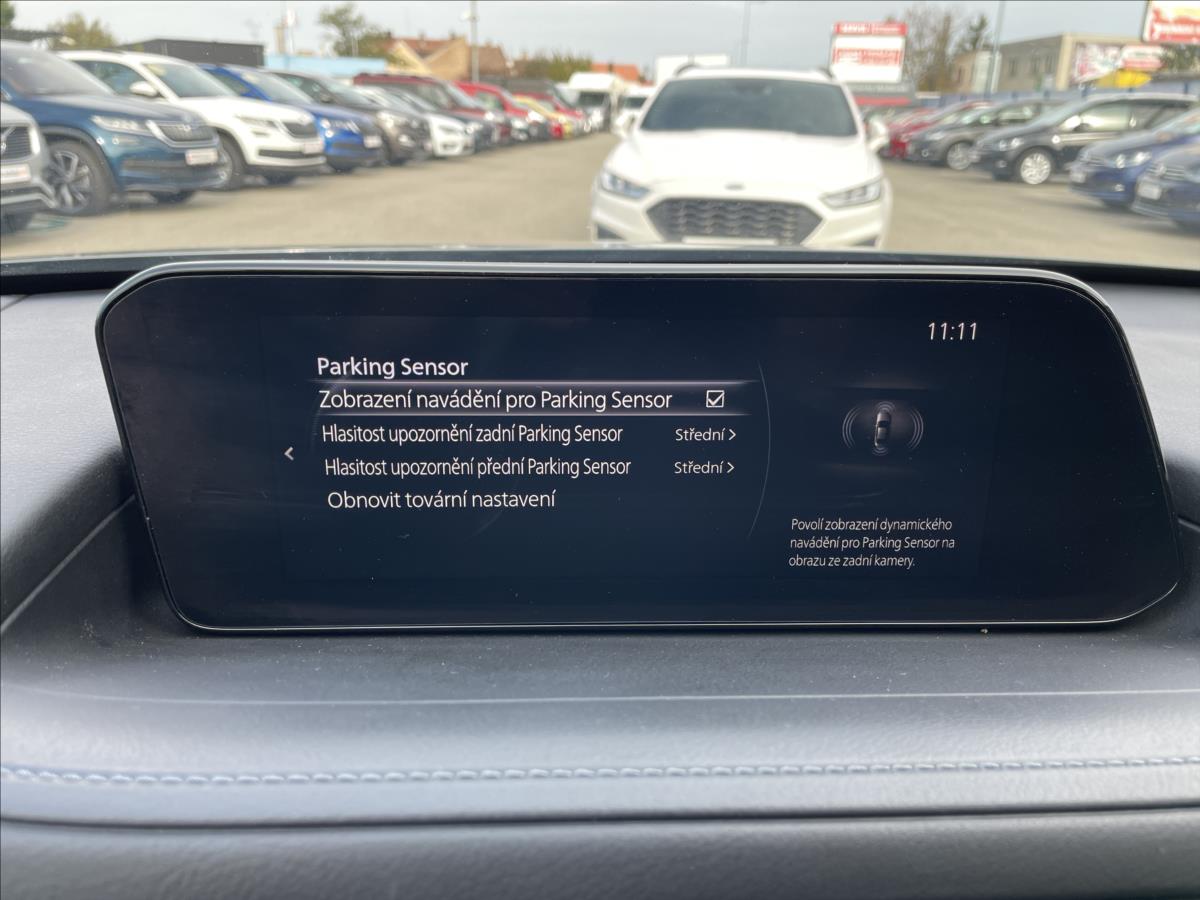 11:11
Parking Sensor
Zobrazení navádění pro Parking Sensor
Hlasitost upozornění zadní Parking Sensor Střední >
Hlasitost upozornění přední Parking Sensor Střední >
Obnovit tovární nastavení
Povolí zobrazení dynamického
navádění pro Parking Sensor na
obrazu ze zadní kamery.